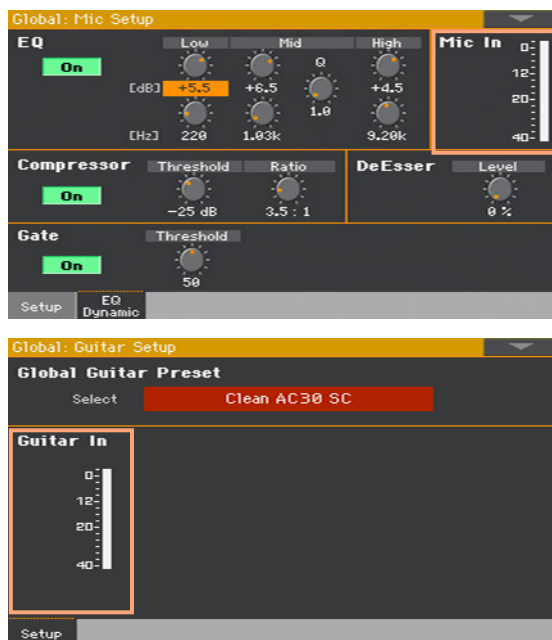 Global: Mic Setup
EQ
On
Low Mid High
Q
[dB] +5.5 +6.5 +4.5
1.0
[Hz] 220 1.03k 9.20k
Mic In
0
12
20
40
Compressor Threshold Ratio
On
-25 dB 3.5 : 1
DeEsser Level
0 %
Gate Threshold
On
50
Setup EQ Dynamic
Global: Guitar Setup
Global Guitar Preset
Select Clean AC30 SC
Guitar In
0
12
20
40
Setup